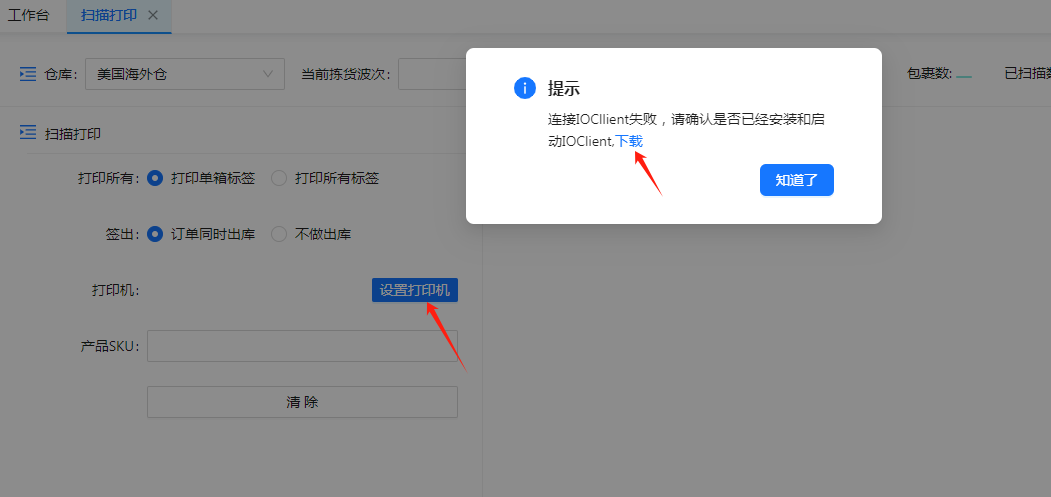 工作台
扫描打印
仓库:
美国海外仓
当前拣货波次:
包裹数:
已扫描数
提示
连接IOCllient失败，请确认是否已经安装和启
动IOClient,下载
知道了
扫描打印
打印所有:
打印单箱标签
打印所有标签
签出:
订单同时出库
不做出库
打印机:
设置打印机
产品SKU:
清 除